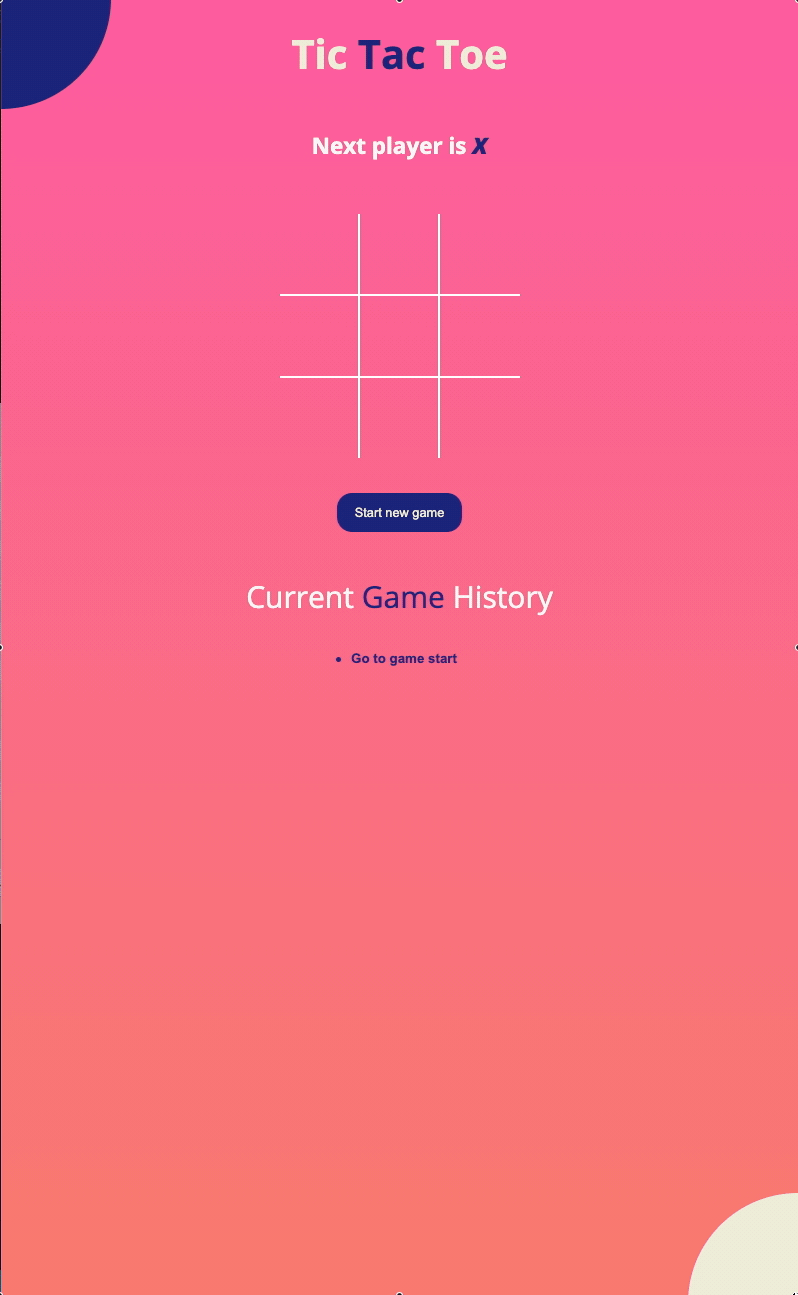 Tic Tac Toe
Next player is X
Start new game
Current Game History
Go to game start